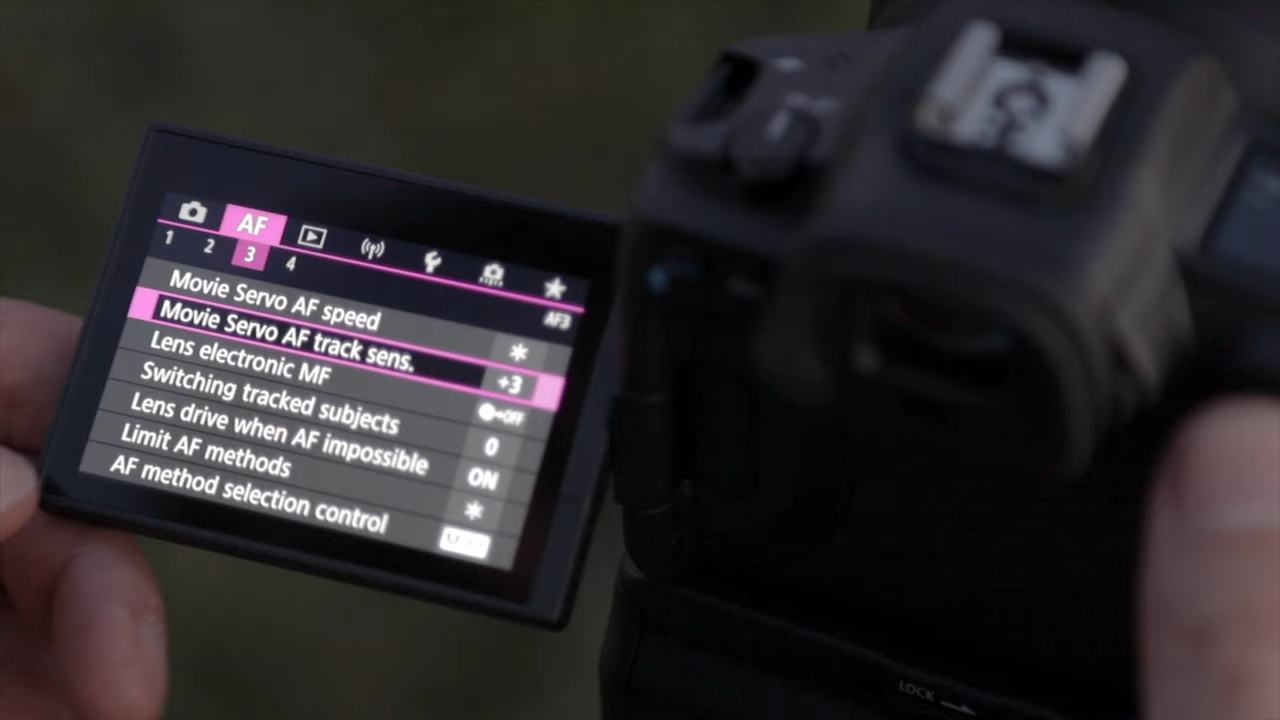 AF
1 2 3 4
AF3
Movie Servo AF speed
Movie Servo AF track sens. +3
Lens electronic MF OFF
Switching tracked subjects 0
Lens drive when AF impossible ON
Limit AF methods
AF method selection control
LOCK